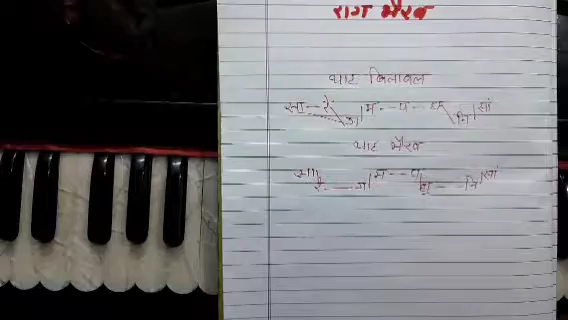 राग भैरव
थाट बिलावल
सा--रे ग म--प--ध नि सां
थाट भैरव
सा रे---ग म--प ध---नि सां